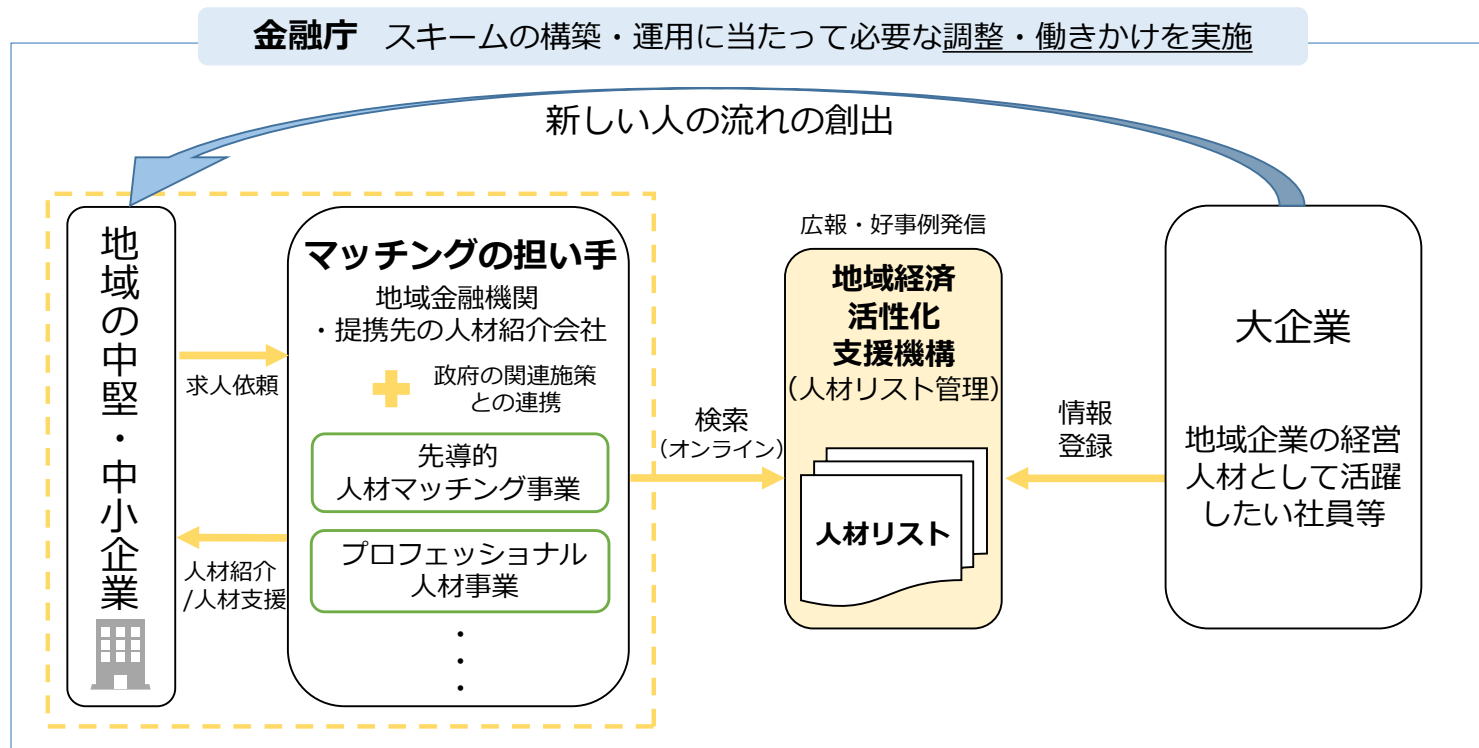 金融庁 スキームの構築・運用に当たって必要な調整・働きかけを実施
新しい人の流れの創出
地域の中堅・中小企業
求人依頼
人材紹介
/人材支援
マッチングの担い手
地域金融機関
・提携先の人材紹介会社
政府の関連施策
との連携
先導的
人材マッチング事業
プロフェッショナル
人材事業
・
・
・
検索
(オンライン)
広報・好事例発信
地域経済
活性化
支援機構
(人材リスト管理)
人材リスト
情報
登録
大企業
地域企業の経営
人材として活躍
したい社員等